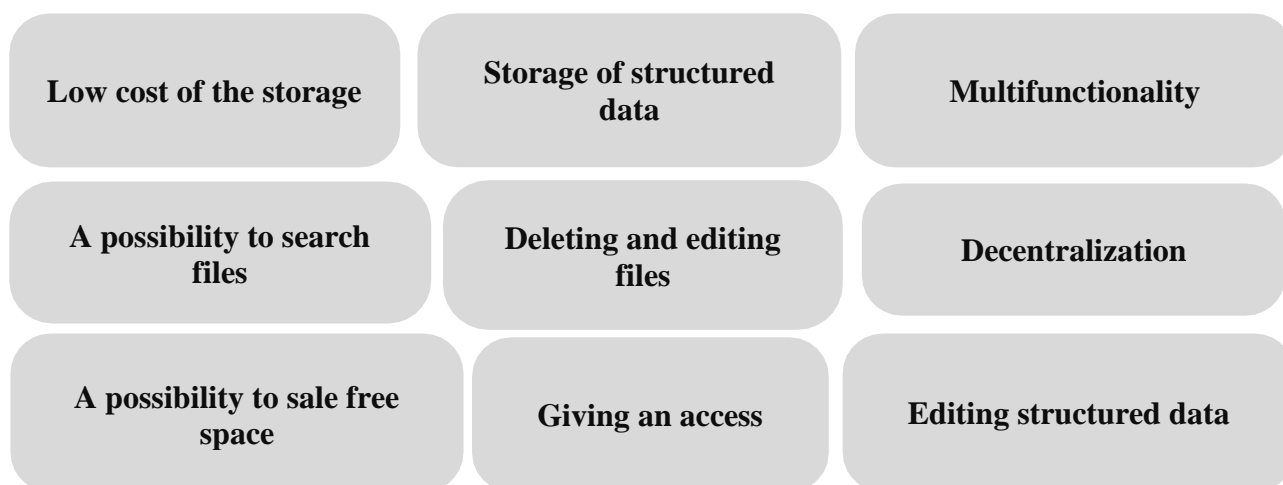 Low cost of the storage
Storage of structured
data
Multifunctionality
A possibility to search
files
Deleting and editing
files
Decentralization
A possibility to sale free
space
Giving an access
Editing structured data